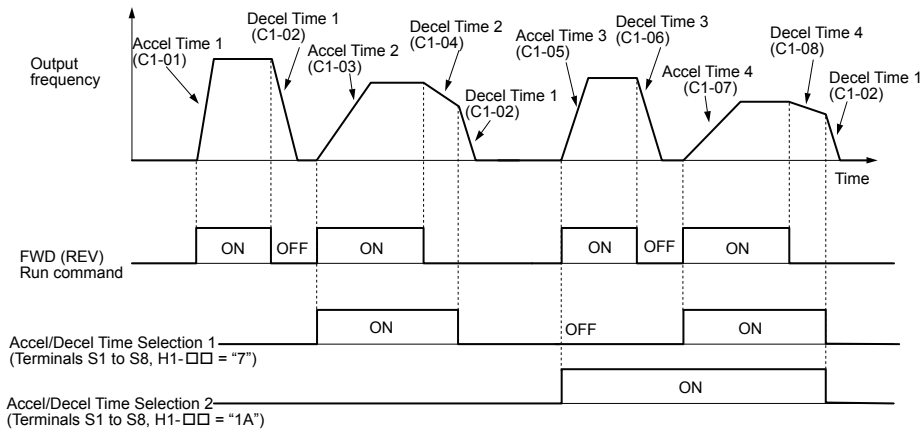 Output
frequency
Accel Time 1
(C1-01)
Decel Time 1
(C1-02)
Accel Time 2
(C1-03)
Decel Time 2
(C1-04)
Decel Time 1
(C1-02)
Accel Time 3
(C1-05)
Decel Time 3
(C1-06)
Accel Time 4
(C1-07)
Decel Time 4
(C1-08)
Decel Time 1
(C1-02)
Time
FWD (REV)
Run command
ON
OFF
ON
ON
OFF
ON
Accel/Decel Time Selection 1
(Terminals S1 to S8, H1-□□ = “7”)
ON
OFF
ON
Accel/Decel Time Selection 2
(Terminals S1 to S8, H1-□□ = “1A”)
ON